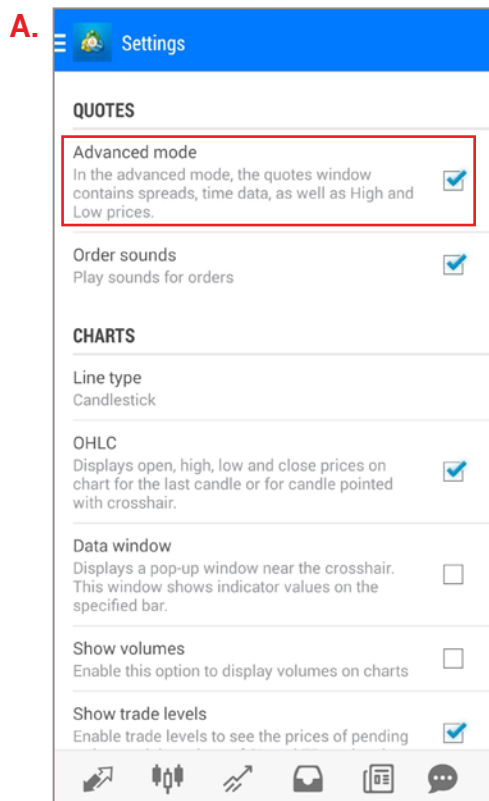 A.
Settings
QUOTES
Advanced mode
In the advanced mode, the quotes window
contains spreads, time data, as well as High and
Low prices.
Order sounds
Play sounds for orders
CHARTS
Line type
Candlestick
OHLC
Displays open, high, low and close prices on
chart for the last candle or for candle pointed
with crosshair.
Data window
Displays a pop-up window near the crosshair.
This window shows indicator values on the
specified bar.
Show volumes
Enable this option to display volumes on charts
Show trade levels
Enable trade levels to see the prices of pending